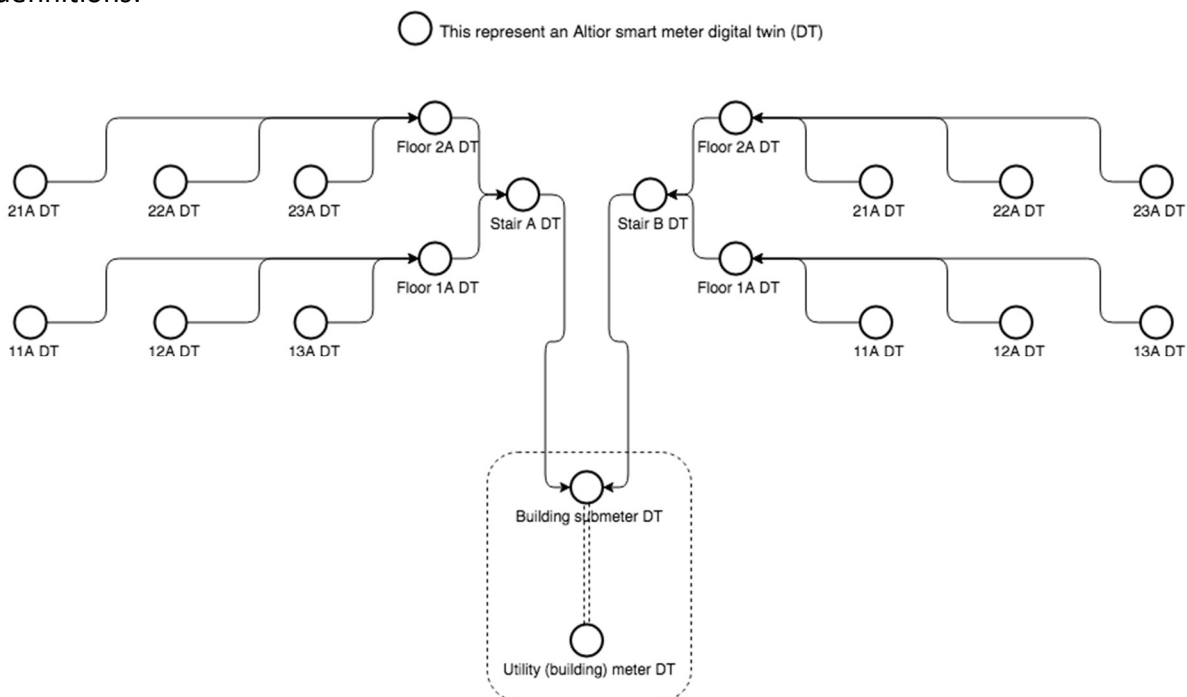 definitions.
This represent an Altior smart meter digital twin (DT)
Floor 2A DT Floor 2A DT
21A DT 22A DT 23A DT 21A DT 22A DT 23A DT
Stair A DT Stair B DT
Floor 1A DT Floor 1A DT
11A DT 12A DT 13A DT 11A DT 12A DT 13A DT
Building submeter DT
Utility (building) meter DT